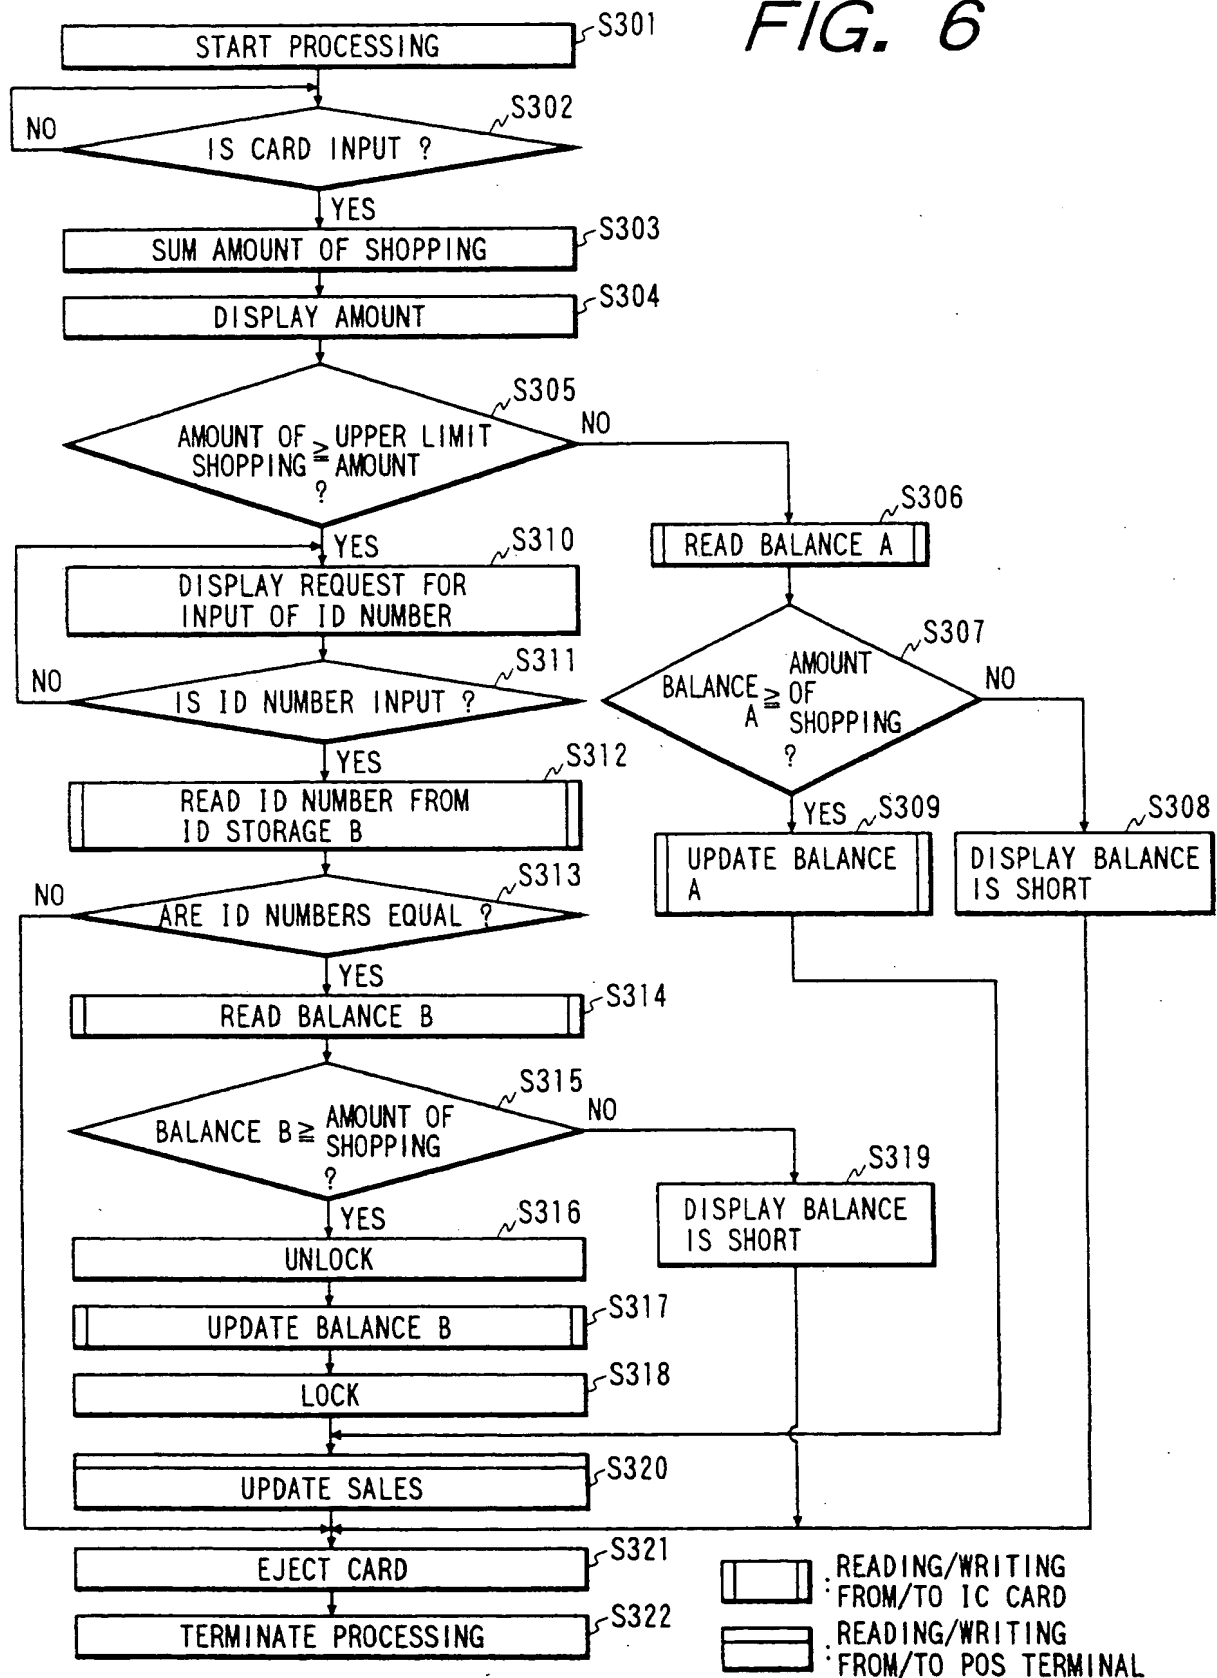 FIG. 6
START PROCESSING
S301
NO
IS CARD INPUT ?
S302
YES
SUM AMOUNT OF SHOPPING
S303
DISPLAY AMOUNT
S304
S305
AMOUNT OF ≧ UPPER LIMIT
SHOPPING AMOUNT
?
NO
YES
S306
READ BALANCE A
S310
DISPLAY REQUEST FOR
INPUT OF ID NUMBER
S307
BALANCE
A
≧
AMOUNT
OF
SHOPPING
?
NO
S311
NO
IS ID NUMBER INPUT ?
YES
S312
READ ID NUMBER FROM
ID STORAGE B
YES
S309
UPDATE BALANCE
A
S308
DISPLAY BALANCE
IS SHORT
S313
NO
ARE ID NUMBERS EQUAL ?
YES
S314
READ BALANCE B
S315
BALANCE B ≧ AMOUNT OF
SHOPPING
?
NO
YES
S319
DISPLAY BALANCE
IS SHORT
S316
UNLOCK
S317
UPDATE BALANCE B
S318
LOCK
S320
UPDATE SALES
S321
EJECT CARD
S322
TERMINATE PROCESSING
: READING/WRITING
FROM/TO IC CARD
: READING/WRITING
FROM/TO POS TERMINAL